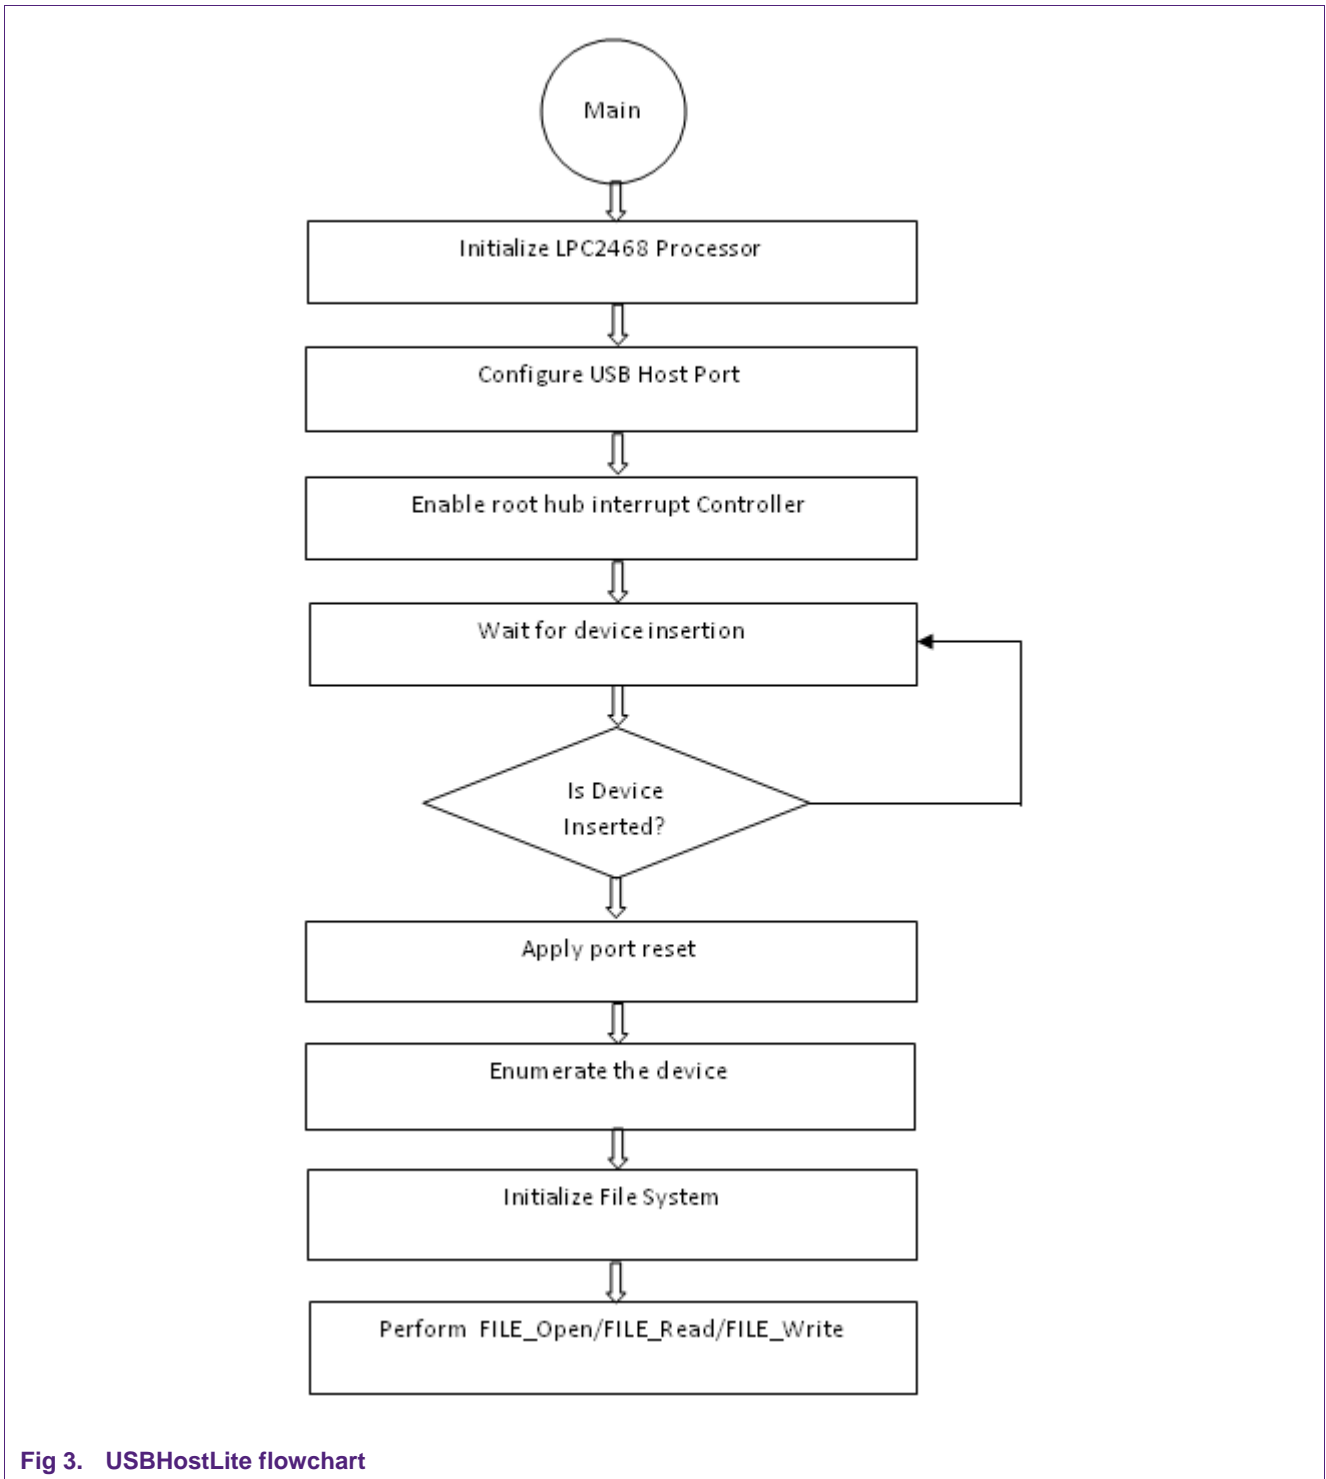 Main
Initialize LPC2468 Processor
Configure USB Host Port
Enable root hub interrupt Controller
Wait for device insertion
Is Device
Inserted?
Apply port reset
Enumerate the device
Initialize File System
Perform FILE_Open/FILE_Read/FILE_Write
Fig 3. USBHostLite flowchart